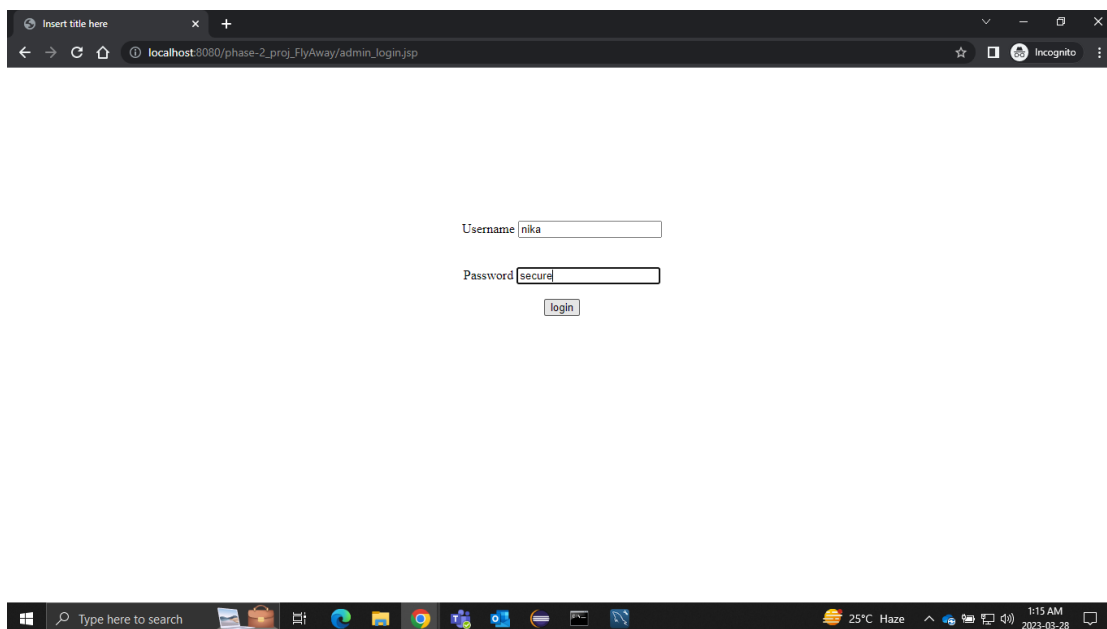 Insert title here
localhost:8080/phase-2_proj_FlyAway/admin_login.jsp
Incognito
Username nika
Password secure
login
Type here to search
25°C Haze
1:15 AM
2023-03-28